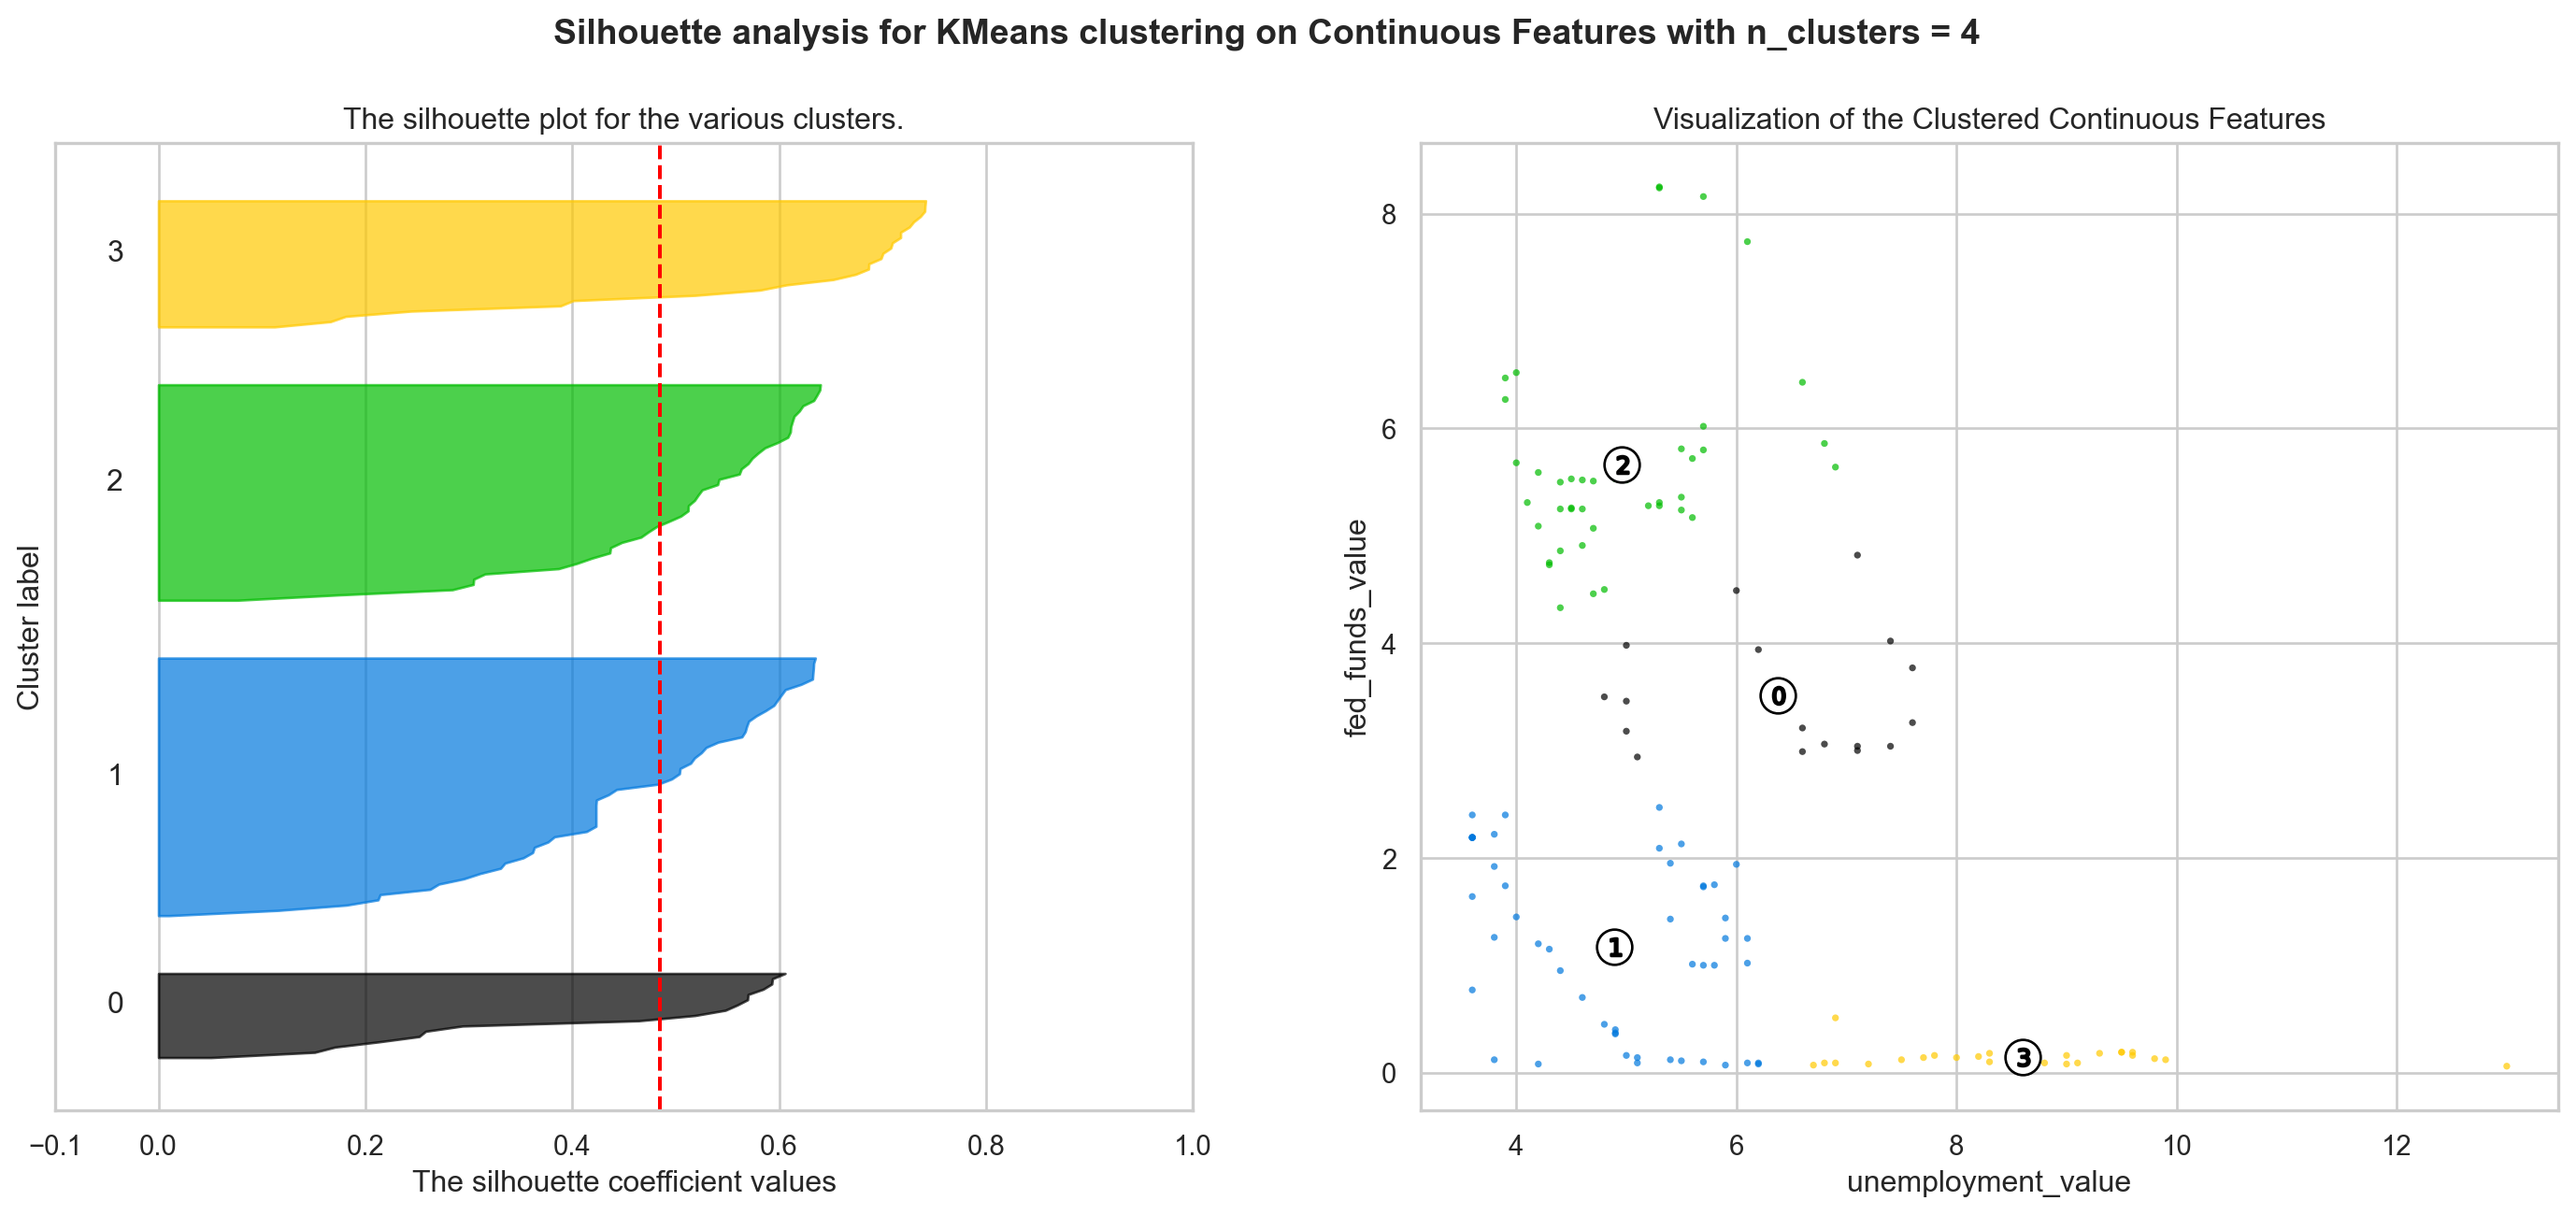 Silhouette analysis for KMeans clustering on Continuous Features with n_clusters = 4
The silhouette plot for the various clusters.
Cluster label
3
2
1
0
−0.1 0.0 0.2 0.4 0.6 0.8 1.0
The silhouette coefficient values
Visualization of the Clustered Continuous Features
fed_funds_value
8
6
4
2
0
2
0
1
3
4 6 8 10 12
unemployment_value